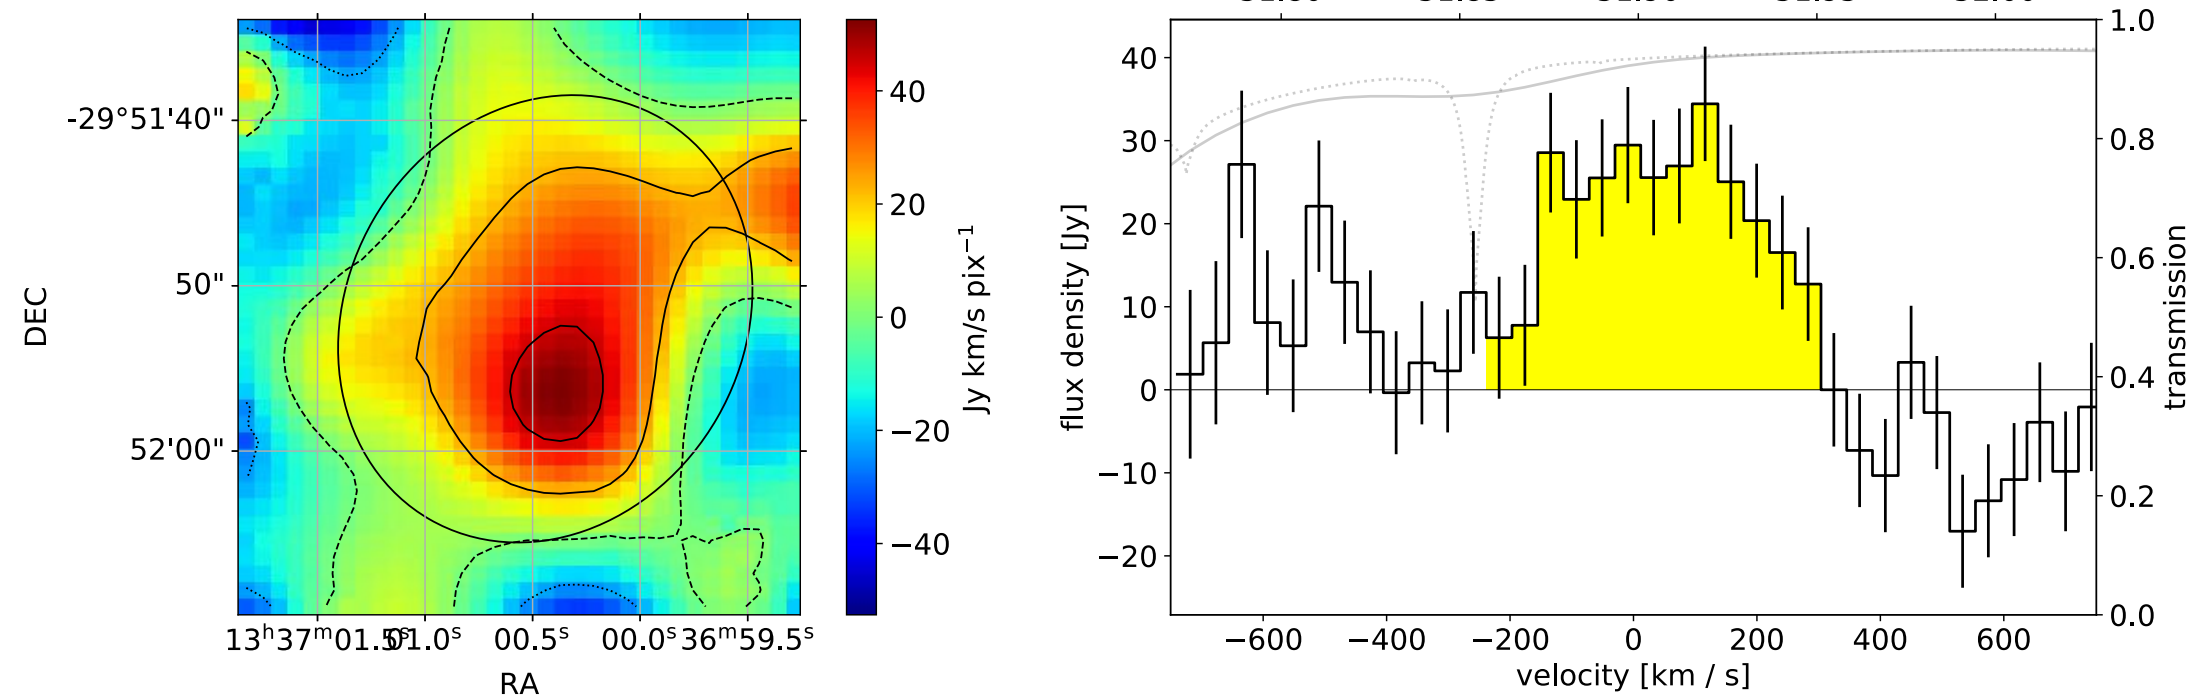 -29°51'40"
50"
52'00"
DEC
13ʰ37ᵐ01.5ˢ
01.0ˢ
00.5ˢ
00.0ˢ
36ᵐ59.5ˢ
RA
40
20
0
−20
−40
Jy km/s pix⁻¹
40
30
20
10
0
−10
−20
flux density [Jy]
−600
−400
−200
0
200
400
600
velocity [km / s]
1.0
0.8
0.6
0.4
0.2
0.0
transmission